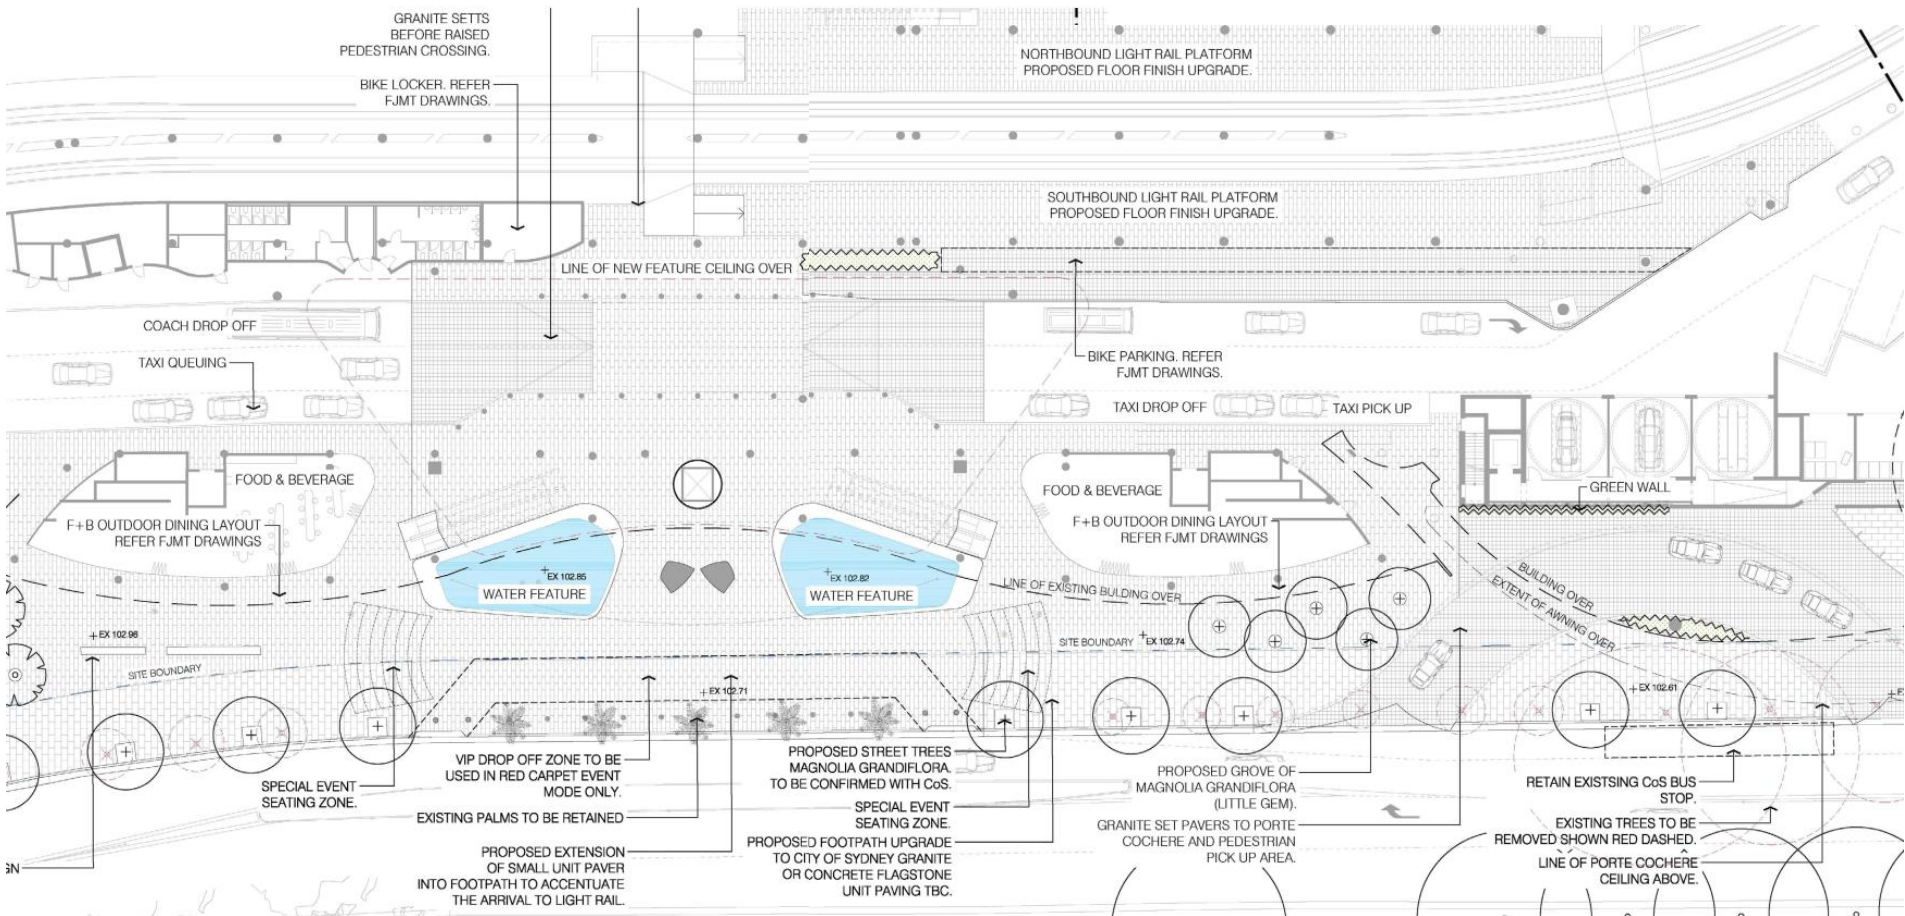 GRANITE SETTS
BEFORE RAISED
PEDESTRIAN CROSSING.
BIKE LOCKER. REFER
FJMT DRAWINGS.
NORTHBOUND LIGHT RAIL PLATFORM
PROPOSED FLOOR FINISH UPGRADE.
SOUTHBOUND LIGHT RAIL PLATFORM
PROPOSED FLOOR FINISH UPGRADE.
LINE OF NEW FEATURE CEILING OVER
COACH DROP OFF
TAXI QUEUING
BIKE PARKING. REFER
FJMT DRAWINGS.
TAXI DROP OFF
TAXI PICK UP
FOOD & BEVERAGE
F+B OUTDOOR DINING LAYOUT
REFER FJMT DRAWINGS
FOOD & BEVERAGE
F+B OUTDOOR DINING LAYOUT
REFER FJMT DRAWINGS
GREEN WALL
EX 102.85
WATER FEATURE
EX 102.82
WATER FEATURE
LINE OF EXISTING BULDING OVER
BUILDING OVER
EXTENT OF AWNING OVER
EX 102.98
SITE BOUNDARY
SITE BOUNDARY
EX 102.74
EX 102.71
EX 102.61
SPECIAL EVENT
SEATING ZONE.
VIP DROP OFF ZONE TO BE
USED IN RED CARPET EVENT
MODE ONLY.
EXISTING PALMS TO BE RETAINED
PROPOSED EXTENSION
OF SMALL UNIT PAVER
INTO FOOTPATH TO ACCENTUATE
THE ARRIVAL TO LIGHT RAIL.
PROPOSED STREET TREES
MAGNOLIA GRANDIFLORA.
TO BE CONFIRMED WITH CoS.
SPECIAL EVENT
SEATING ZONE.
PROPOSED FOOTPATH UPGRADE
TO CITY OF SYDNEY GRANITE
OR CONCRETE FLAGSTONE
UNIT PAVING TBC.
PROPOSED GROVE OF
MAGNOLIA GRANDIFLORA
(LITTLE GEM).
GRANITE SET PAVERS TO PORTE
COCHERE AND PEDESTRIAN
PICK UP AREA.
RETAIN EXISTSING CoS BUS
STOP.
EXISTING TREES TO BE
REMOVED SHOWN RED DASHED.
LINE OF PORTE COCHERE
CEILING ABOVE.